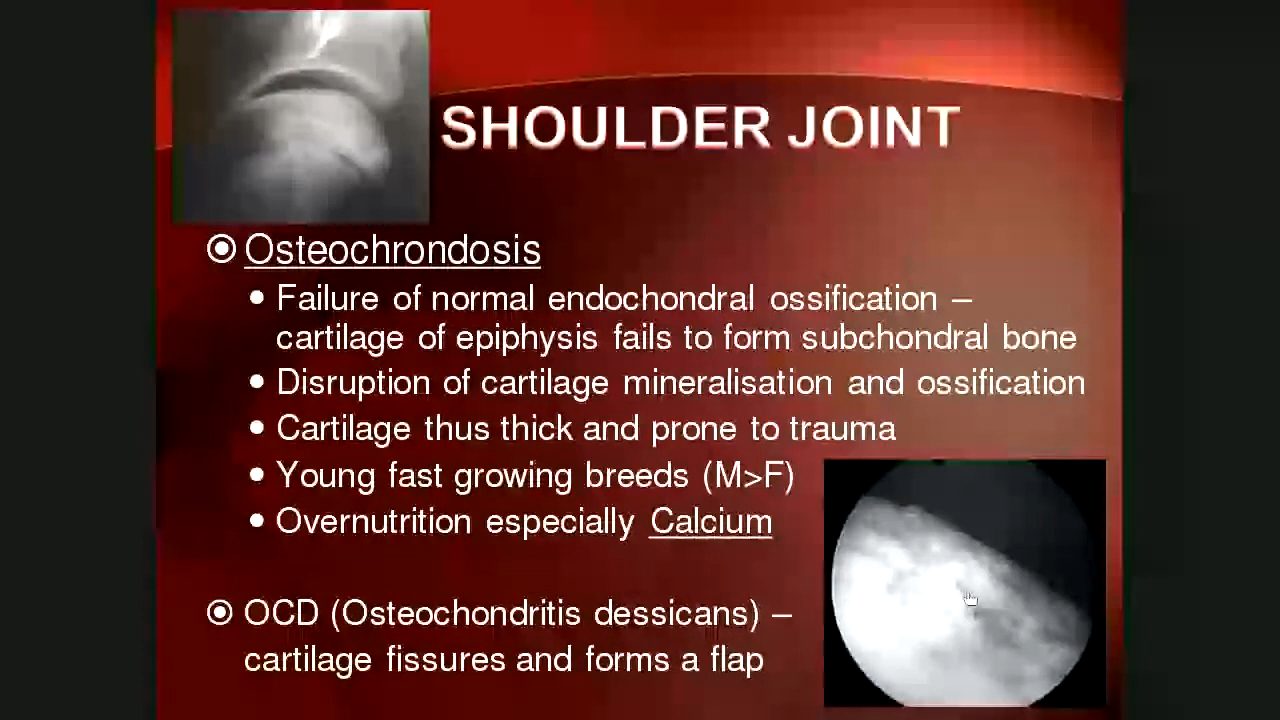 SHOULDER JOINT
Osteochrondosis
Failure of normal endochondral ossification –
cartilage of epiphysis fails to form subchondral bone
Disruption of cartilage mineralisation and ossification
Cartilage thus thick and prone to trauma
Young fast growing breeds (M>F)
Overnutrition especially Calcium
OCD (Osteochondritis dessicans) –
cartilage fissures and forms a flap